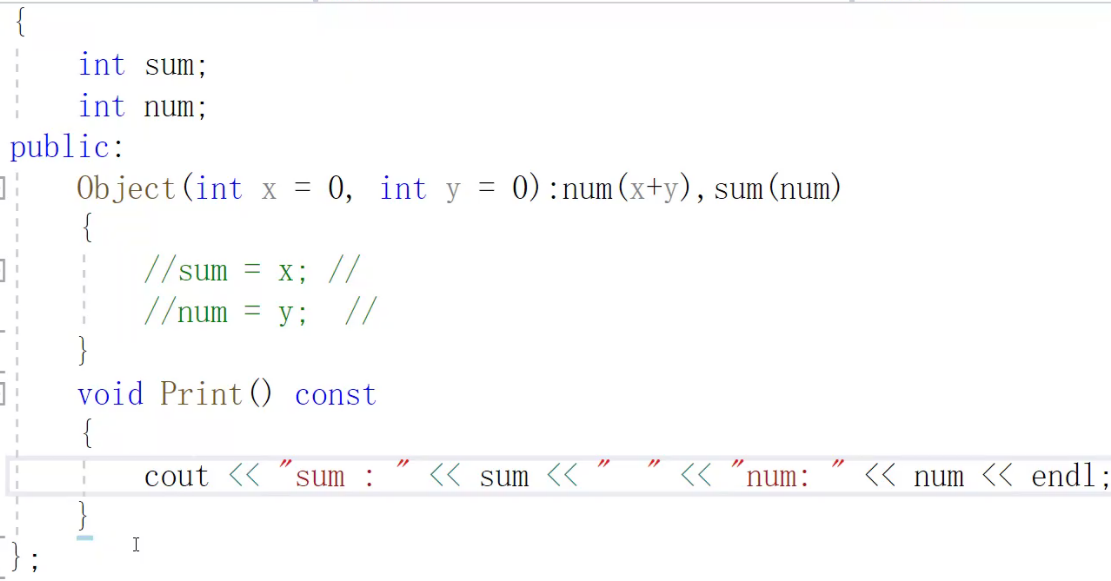 {
    int sum;
    int num;
public:
    Object(int x = 0, int y = 0):num(x+y),sum(num)
    {
        //sum = x; //
        //num = y;  //
    }
    void Print() const
    {
        cout << "sum : " << sum << "  " << "num: " << num << endl;
    }
};